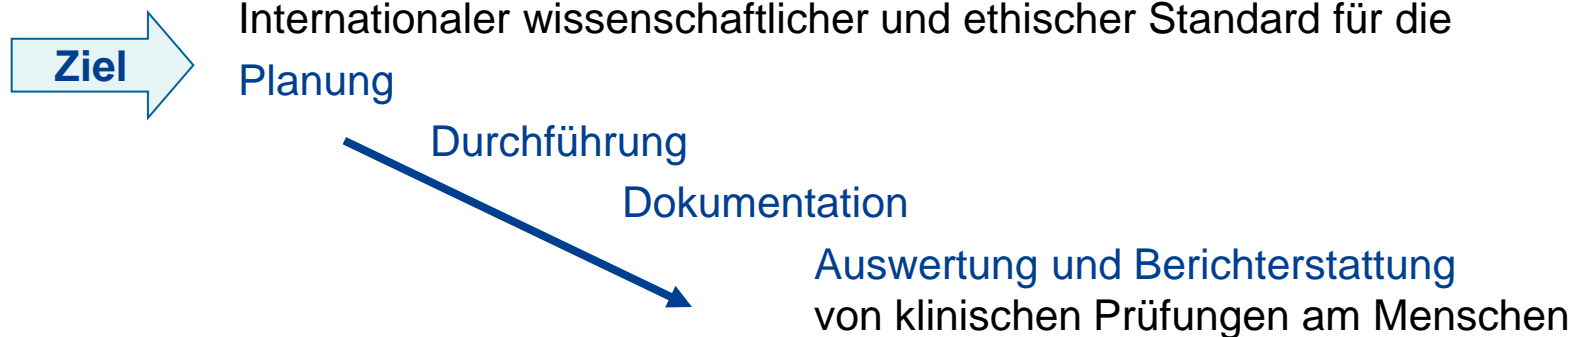 Internationaler wissenschaftlicher und ethischer Standard für die
Ziel
Planung
Durchführung
Dokumentation
Auswertung und Berichterstattung
von klinischen Prüfungen am Menschen